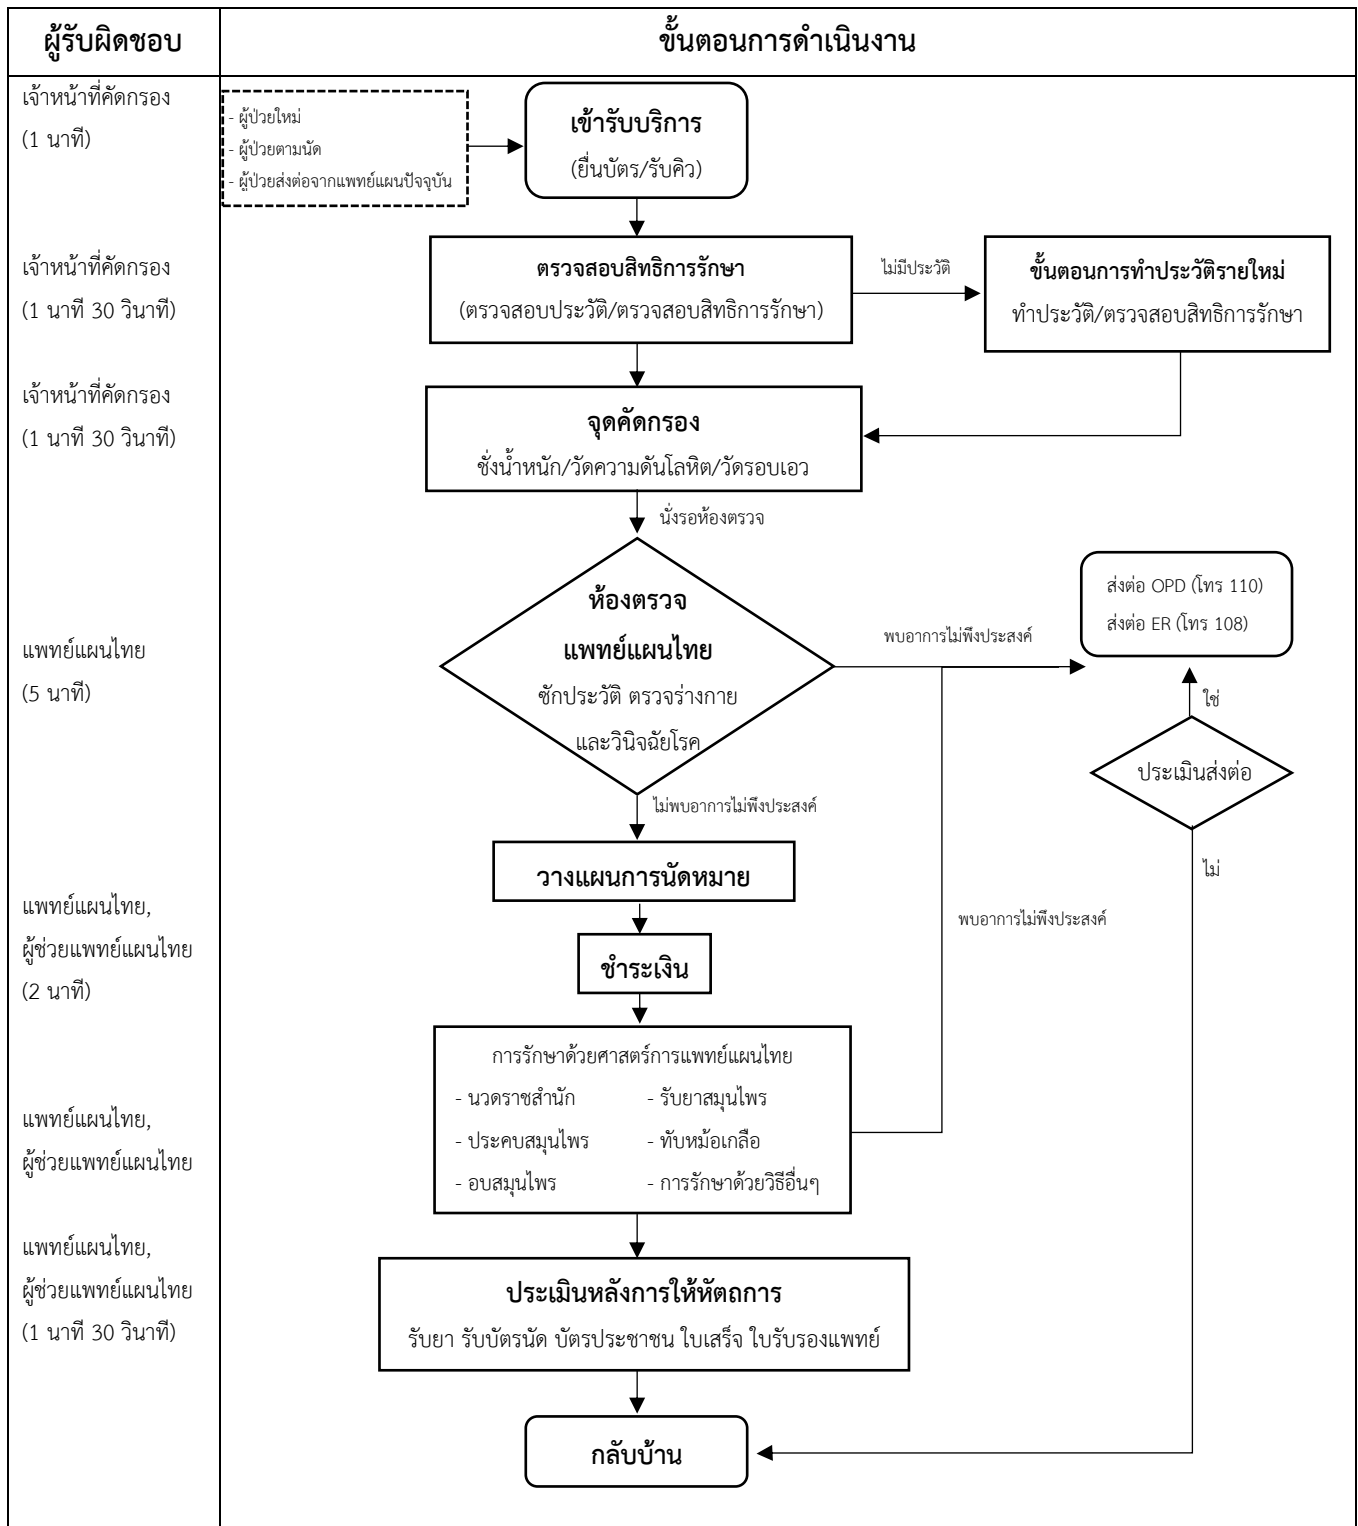 ผู้รับผิดชอบ
ขั้นตอนการดำเนินงาน
เจ้าหน้าที่คัดกรอง
(1 นาที)
- ผู้ป่วยใหม่
- ผู้ป่วยตามนัด
- ผู้ป่วยส่งต่อจากแพทย์แผนปัจจุบัน
เข้ารับบริการ
(ยื่นบัตร/รับคิว)
เจ้าหน้าที่คัดกรอง
(1 นาที 30 วินาที)
ตรวจสอบสิทธิการรักษา
(ตรวจสอบประวัติ/ตรวจสอบสิทธิการรักษา)
ไม่มีประวัติ
ขั้นตอนการทำประวัติรายใหม่
ทำประวัติ/ตรวจสอบสิทธิการรักษา
เจ้าหน้าที่คัดกรอง
(1 นาที 30 วินาที)
จุดคัดกรอง
ชั่งน้ำหนัก/วัดความดันโลหิต/วัดรอบเอว
นั่งรอห้องตรวจ
แพทย์แผนไทย
(5 นาที)
ห้องตรวจ
แพทย์แผนไทย
ซักประวัติ ตรวจร่างกาย
และวินิจฉัยโรค
พบอาการไม่พึงประสงค์
ส่งต่อ OPD (โทร 110)
ส่งต่อ ER (โทร 108)
ใช่
ประเมินส่งต่อ
ไม่
ไม่พบอาการไม่พึงประสงค์
วางแผนการนัดหมาย
แพทย์แผนไทย,
ผู้ช่วยแพทย์แผนไทย
(2 นาที)
พบอาการไม่พึงประสงค์
ชำระเงิน
แพทย์แผนไทย,
ผู้ช่วยแพทย์แผนไทย
การรักษาด้วยศาสตร์การแพทย์แผนไทย
- นวดราชสำนัก - รับยาสมุนไพร
- ประคบสมุนไพร - ทับหม้อเกลือ
- อบสมุนไพร - การรักษาด้วยวิธีอื่นๆ
แพทย์แผนไทย,
ผู้ช่วยแพทย์แผนไทย
(1 นาที 30 วินาที)
ประเมินหลังการให้หัตถการ
รับยา รับบัตรนัด บัตรประชาชน ใบเสร็จ ใบรับรองแพทย์
กลับบ้าน